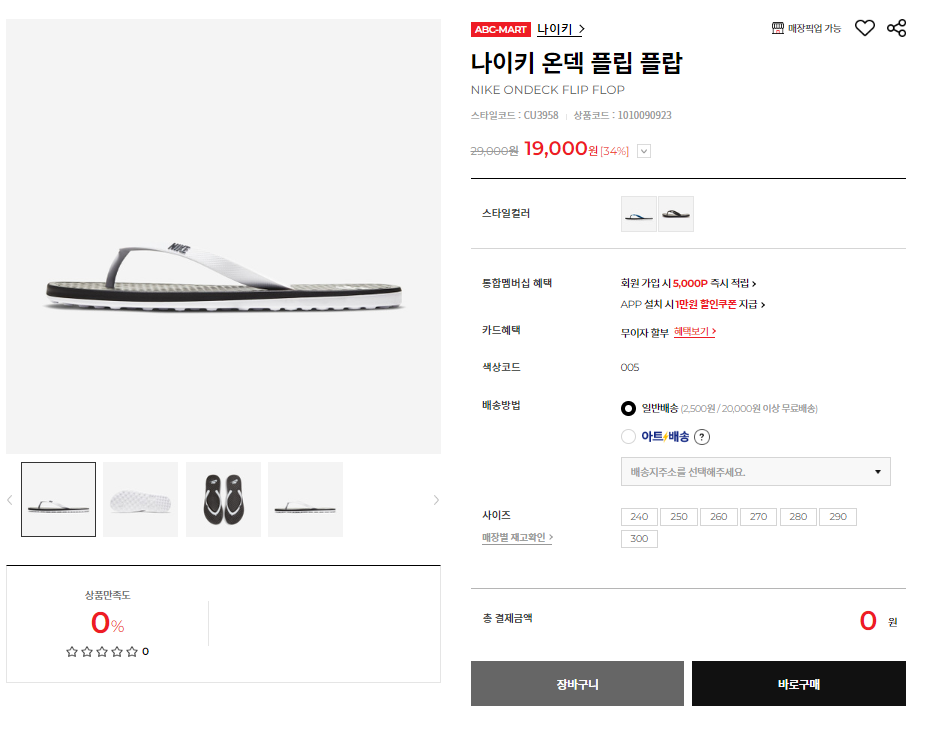 ABC-MART 나이키 >
매장픽업 가능
나이키 온덱 플립 플랍
NIKE ONDECK FLIP FLOP
스타일코드 : CU3958 | 상품코드 : 1010090923
29,000원 19,000원 [34%]
스타일컬러
통합멤버십 혜택
회원 가입 시 5,000P 즉시 적립 >
APP 설치 시 1만원 할인쿠폰 지급 >
카드혜택
무이자 할부 혜택보기 >
색상코드
005
배송방법
일반배송 (2,500원 / 20,000원 이상 무료배송)
아트⚡배송 ?
배송지주소를 선택해주세요.
사이즈
매장별 재고확인 >
240 250 260 270 280 290
300
총 결제금액
0 원
장바구니
바로구매
NIKE
상품만족도
0%
0